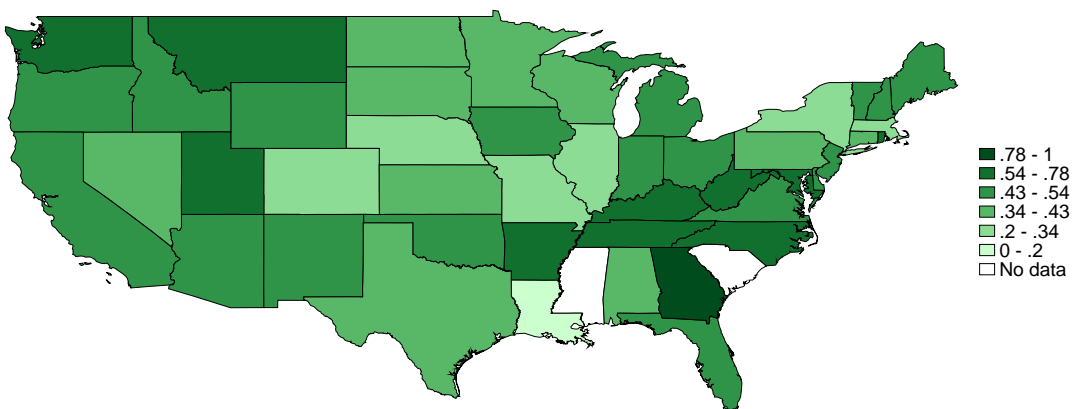 .78 - 1
.54 - .78
.43 - .54
.34 - .43
.2 - .34
0 - .2
No data